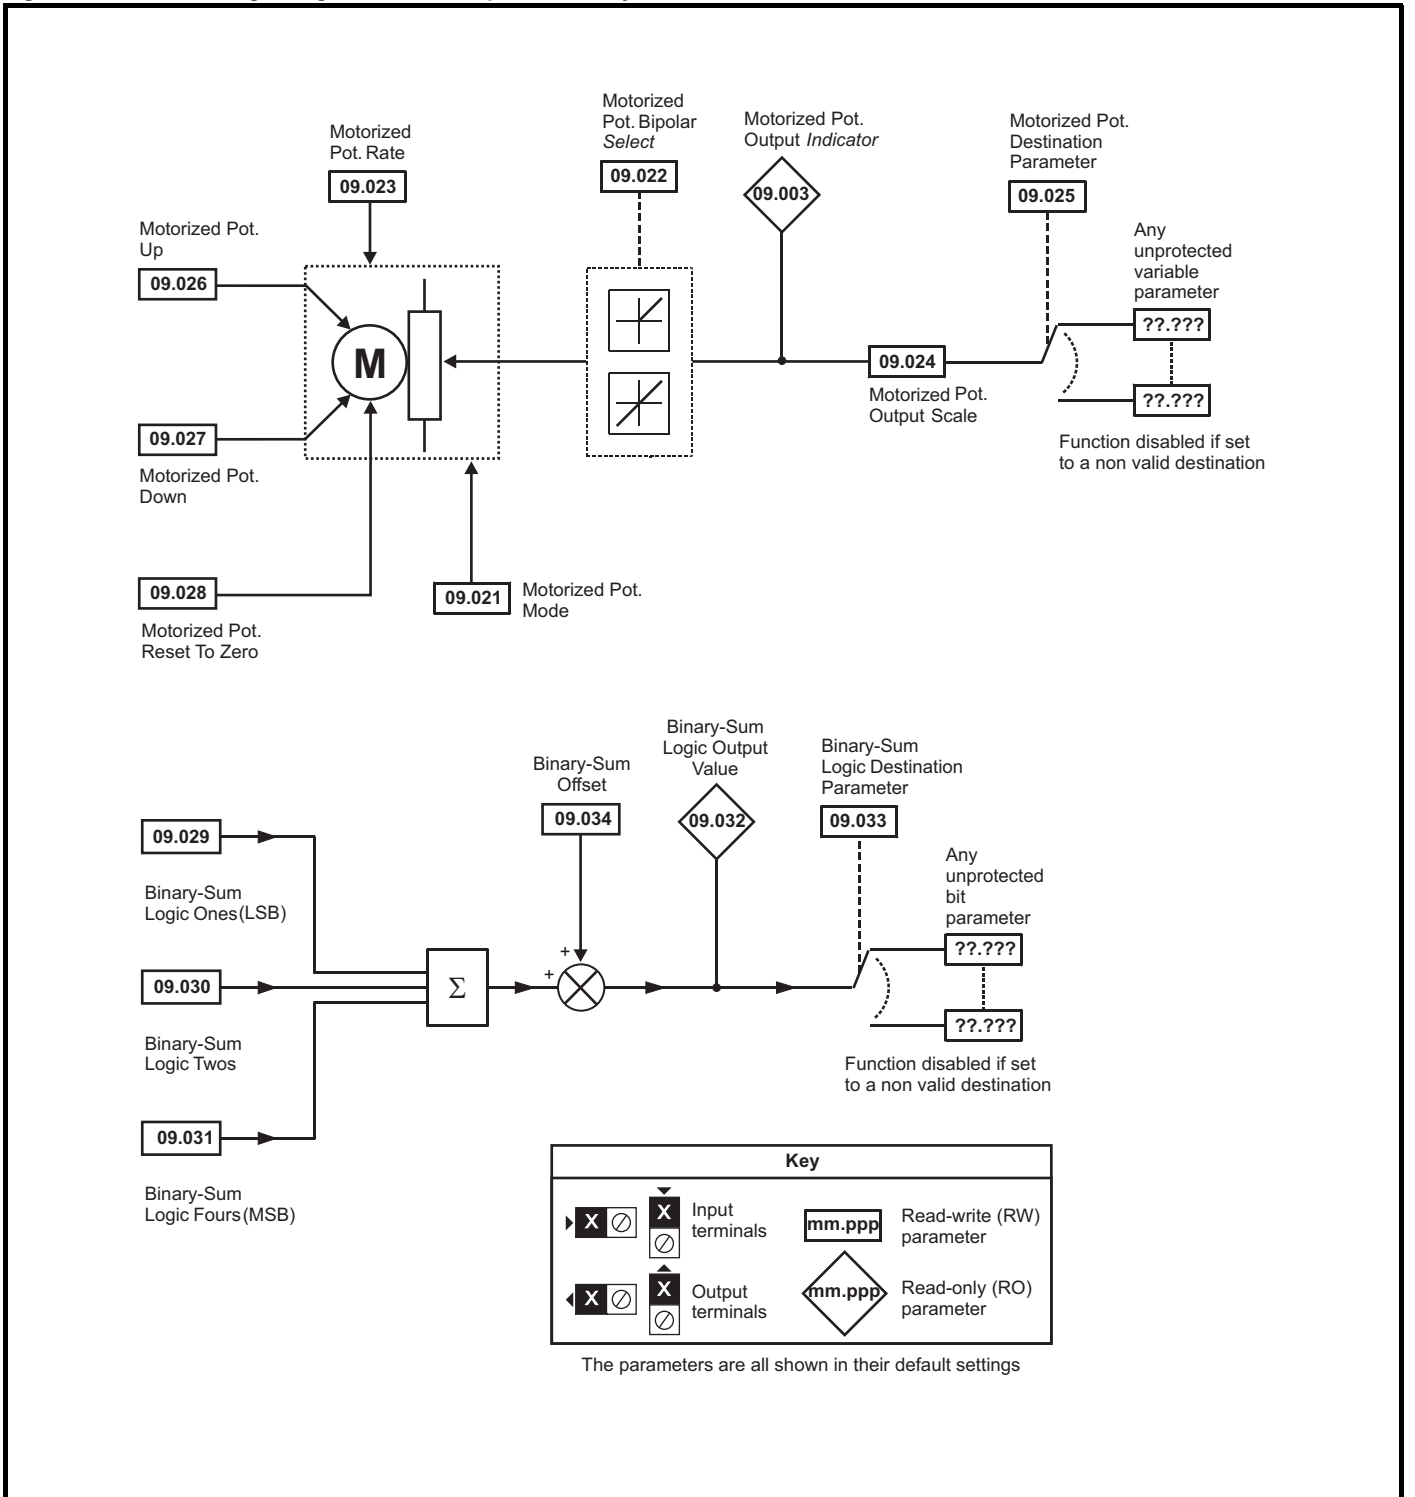 Motorized
Pot. Rate
09.023
Motorized
Pot. Bipolar
Select
09.022
Motorized Pot.
Output Indicator
09.003
Motorized Pot.
Destination
Parameter
09.025
Motorized Pot.
Up
09.026
M
09.027
Motorized Pot.
Down
09.028
Motorized Pot.
Reset To Zero
09.021
Motorized Pot.
Mode
09.024
Motorized Pot.
Output Scale
Any
unprotected
variable
parameter
??.???
??.???
Function disabled if set
to a non valid destination
Binary-Sum
Offset
09.034
Binary-Sum
Logic Output
Value
09.032
Binary-Sum
Logic Destination
Parameter
09.033
09.029
Binary-Sum
Logic Ones(LSB)
09.030
Binary-Sum
Logic Twos
09.031
Binary-Sum
Logic Fours(MSB)
Σ
+
+
Any
unprotected
bit
parameter
??.???
??.???
Function disabled if set
to a non valid destination
Key
X
X
Input
terminals
mm.ppp
Read-write (RW)
parameter
X
X
Output
terminals
mm.ppp
Read-only (RO)
parameter
The parameters are all shown in their default settings